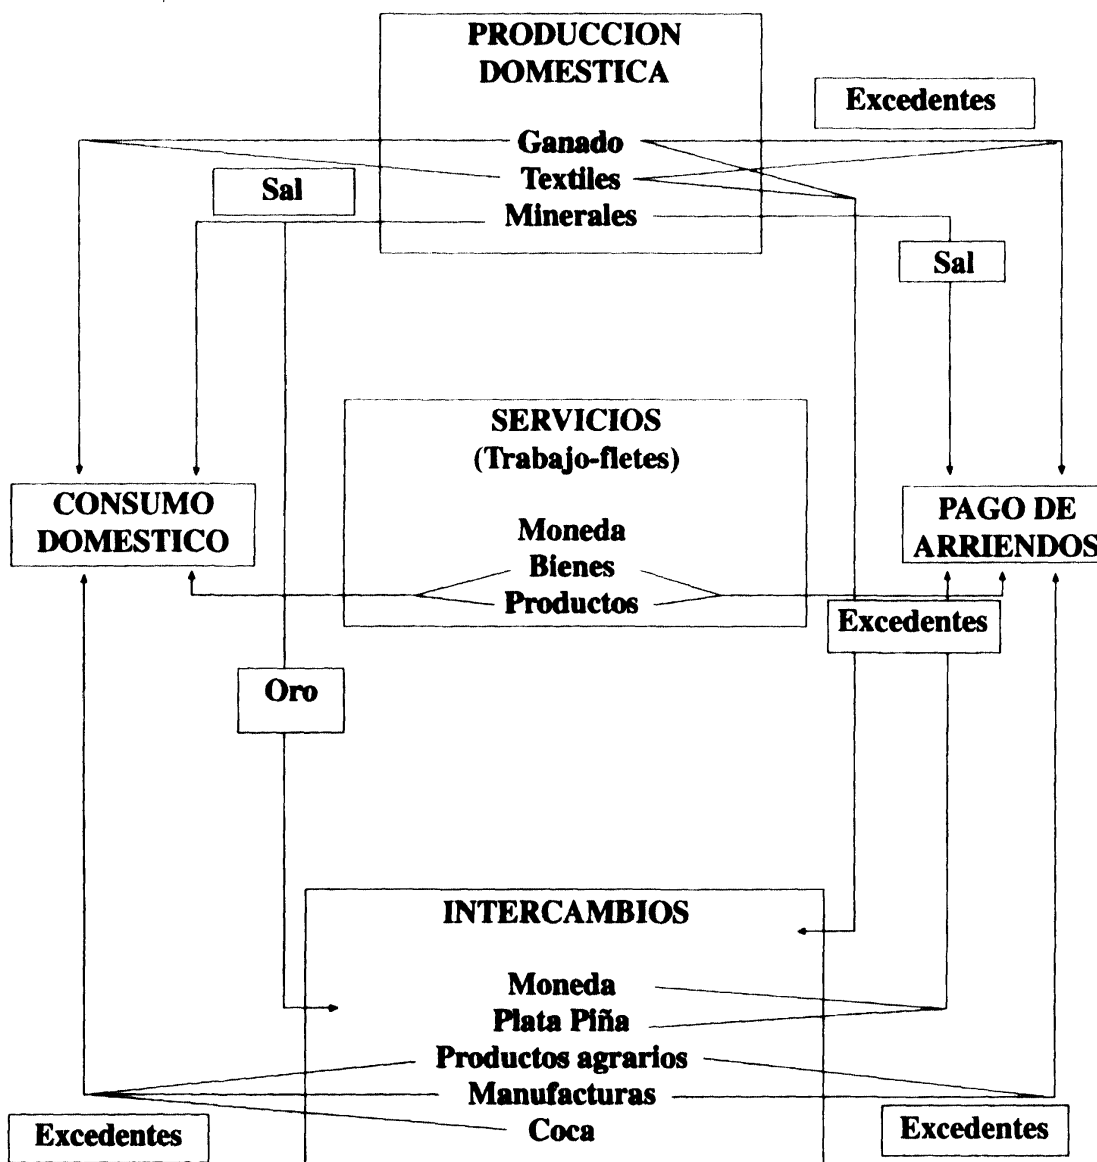 PRODUCCION
DOMESTICA
Excedentes
Ganado
Textiles
Sal
Minerales
Sal
SERVICIOS
(Trabajo-fletes)
CONSUMO
DOMESTICO
PAGO DE
ARRIENDOS
Moneda
Bienes
Productos
Excedentes
Oro
INTERCAMBIOS
Moneda
Plata Piña
Productos agrarios
Manufacturas
Coca
Excedentes
Excedentes